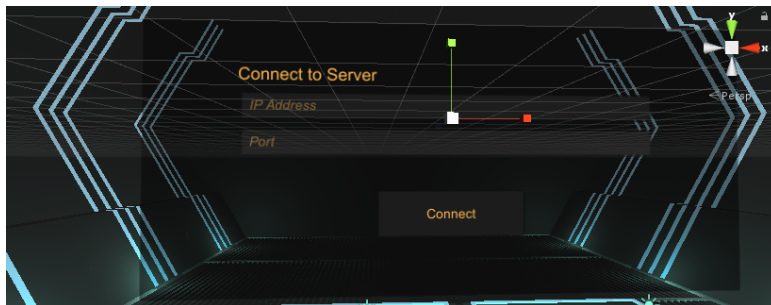 Connect to Server
IP Address
Port
Connect
y
x
< Persp